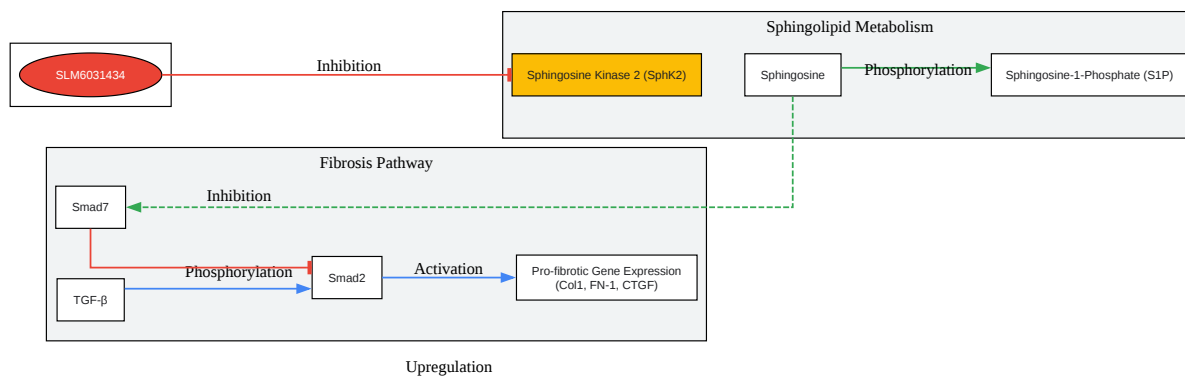 Sphingolipid Metabolism
SLM6031434
Inhibition
Sphingosine Kinase 2 (SphK2)
Sphingosine
Phosphorylation
Sphingosine-1-Phosphate (S1P)
Fibrosis Pathway
Smad7
Inhibition
Phosphorylation
TGF-β
Smad2
Activation
Pro-fibrotic Gene Expression
(Col1, FN-1, CTGF)
Upregulation